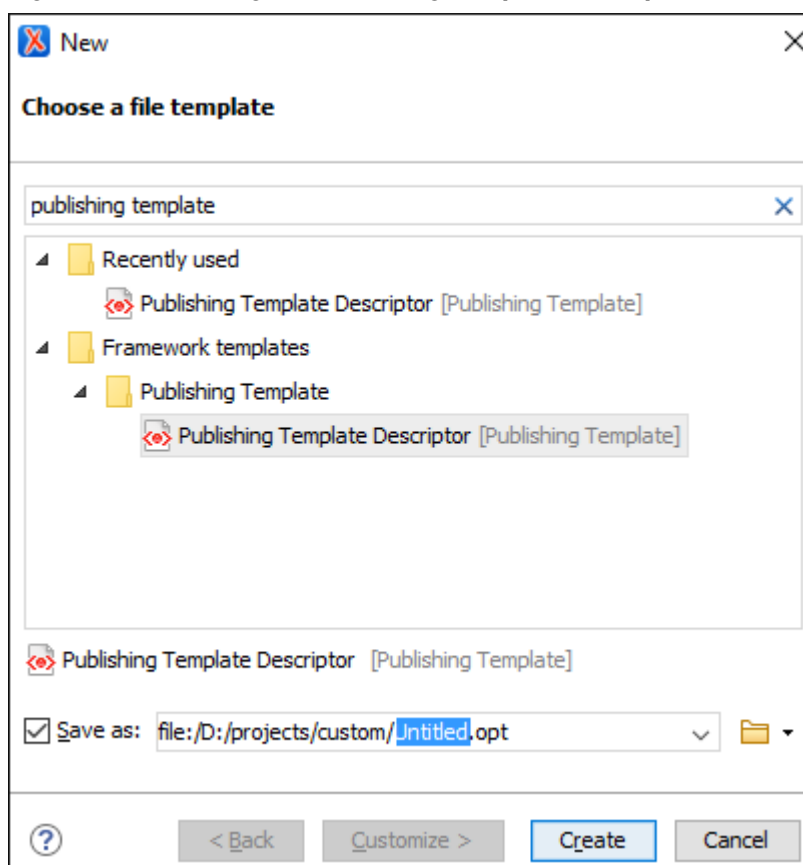 New
Choose a file template
publishing template
Recently used
Publishing Template Descriptor [Publishing Template]
Framework templates
Publishing Template
Publishing Template Descriptor [Publishing Template]
Publishing Template Descriptor [Publishing Template]
Save as: file:/D:/projects/custom/Untitled.opt
? < Back Customize > Create Cancel